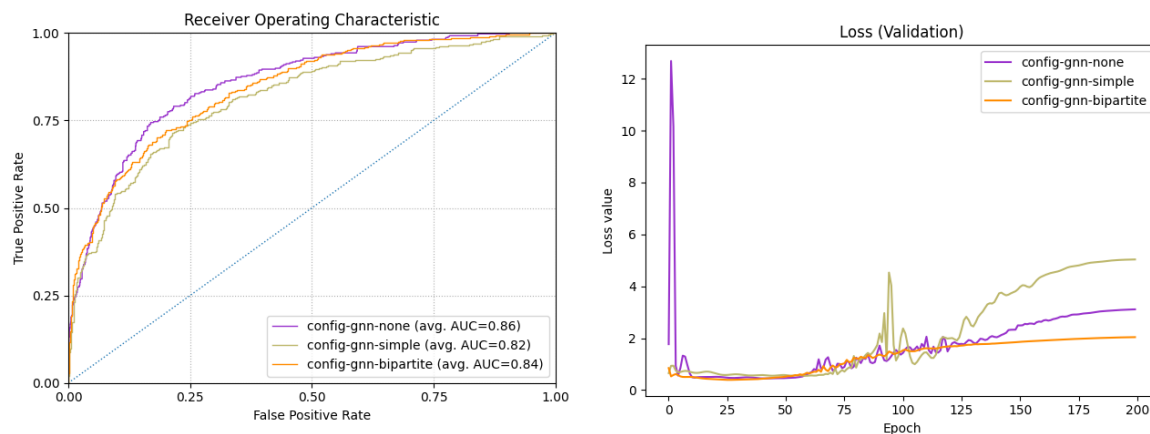 Receiver Operating Characteristic
1.00
0.75
0.50
0.25
0.00
True Positive Rate
config-gnn-none (avg. AUC=0.86)
config-gnn-simple (avg. AUC=0.82)
config-gnn-bipartite (avg. AUC=0.84)
0.00 0.25 0.50 0.75 1.00
False Positive Rate
Loss (Validation)
config-gnn-none
config-gnn-simple
config-gnn-bipartite
12
10
8
6
4
2
0
Loss value
0 25 50 75 100 125 150 175 200
Epoch